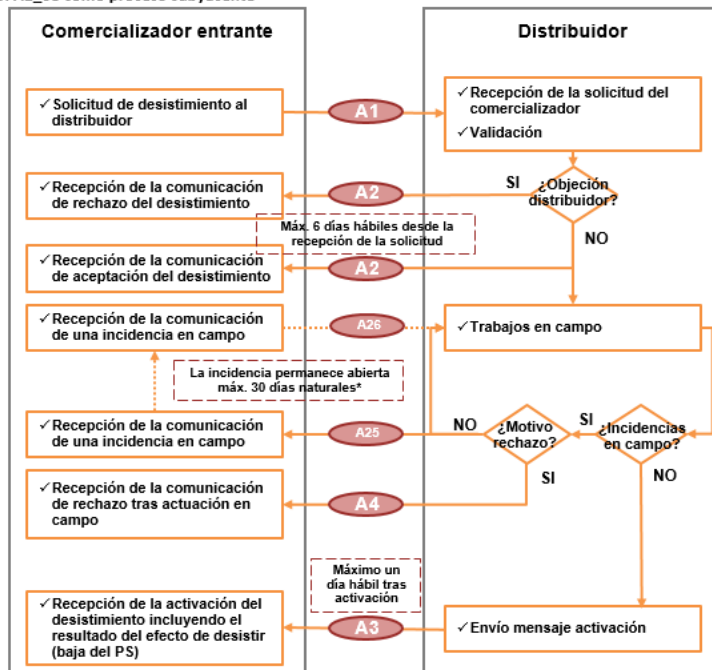 Comercializador entrante
Distribuidor
✓ Solicitud de desistimiento al
distribuidor
A1
✓ Recepción de la solicitud del
comercializador
✓ Validación
✓ Recepción de la comunicación
de rechazo del desistimiento
A2
SI
¿Objeción
distribuidor?
Máx. 6 días hábiles desde la
recepción de la solicitud
NO
✓ Recepción de la comunicación
de aceptación del desistimiento
A2
✓ Recepción de la comunicación
de una incidencia en campo
A26
✓ Trabajos en campo
La incidencia permanece abierta
máx. 30 días naturales*
✓ Recepción de la comunicación
de una incidencia en campo
A25
NO
¿Motivo
rechazo?
SI
¿Incidencias
en campo?
SI
NO
✓ Recepción de la comunicación
de rechazo tras actuación en
campo
A4
Máximo un
día hábil tras
activación
✓ Recepción de la activación del
desistimiento incluyendo el
resultado del efecto de desistir
(baja del PS)
A3
✓ Envío mensaje activación